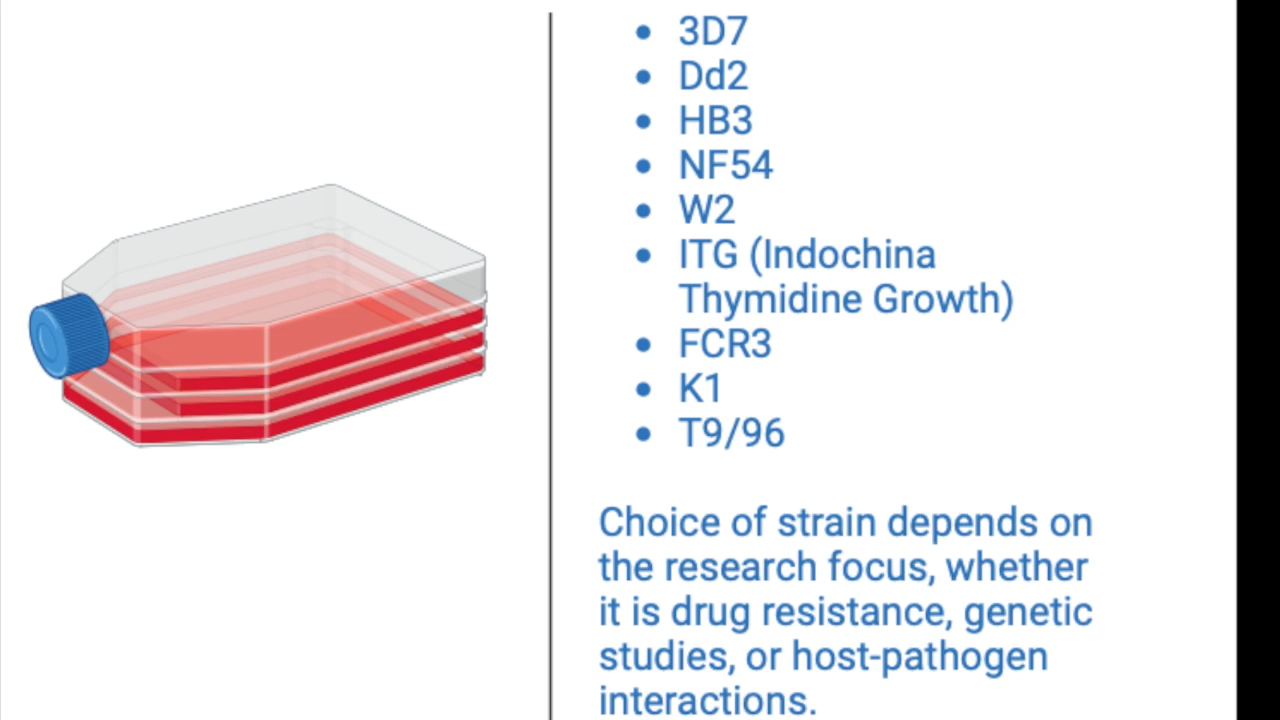 • 3D7
• Dd2
• HB3
• NF54
• W2
• ITG (Indochina
Thymidine Growth)
• FCR3
• K1
• T9/96
Choice of strain depends on
the research focus, whether
it is drug resistance, genetic
studies, or host-pathogen
interactions.